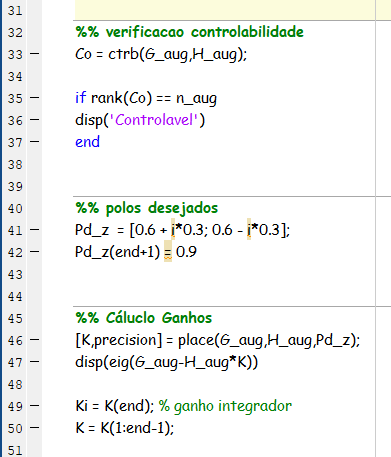 31
32 %% verificacao controlabilidade
33 Co = ctrb(G_aug,H_aug);
34
35 if rank(Co) == n_aug
36 disp('Controlavel')
37 end
38
39
40 %% polos desejados
41 Pd_z = [0.6 + i*0.3; 0.6 - i*0.3];
42 Pd_z(end+1) = 0.9
43
44
45 %% Cáluclo Ganhos
46 [K,precision] = place(G_aug,H_aug,Pd_z);
47 disp(eig(G_aug-H_aug*K))
48
49 Ki = K(end); % ganho integrador
50 K = K(1:end-1);
51